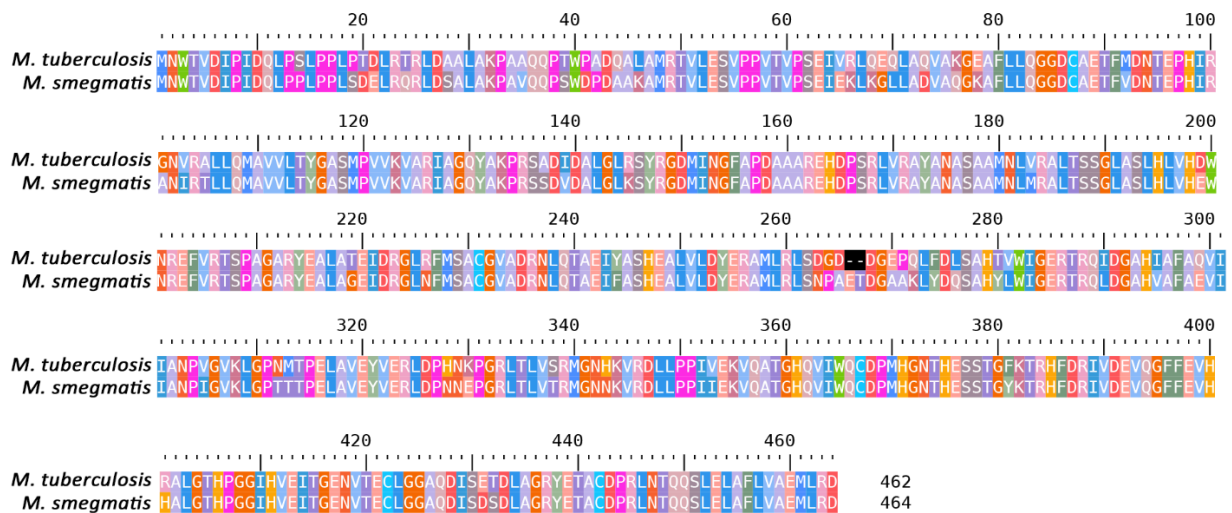 20 40 60 80 100
M. tuberculosis MNWTVDIPIDQLPSLPPLPTDLRTRLDAALAKPAAQQPTWPADQALAMRTVLESVPPVTVPSEIVRLQEQLAQVAKGEAFLLQGGDCAETFMDNTEPHIR
M. smegmatis MNWTVDIPIDQLPPLPPLSDELRQRLDSALAKPAVQQPSWDPDAAKAMRTVLESVPPVTVPSEIEKLKGLLADVAQGKAFLLQGGDCAETFVDNTEPHIR
120 140 160 180 200
M. tuberculosis GNVRALLQMAVVLTYGASMPVVKVARIAGQYAKPRSADIDALGLRSYRGDMINGFAPDAAAREHDPSRLVRAYANASAAMNLVRALTSSGLASLHLVHDW
M. smegmatis ANIRTLLQMAVVLTYGASMPVVKVARIAGQYAKPRSSDVDALGLKSYRGDMINGFAPDAAAREHDPSRLVRAYANASAAMNLMRALTSSGLASLHLVHEW
220 240 260 280 300
M. tuberculosis NREFVRTSPAGARYEALATEIDRGLRFMSACGVADRNLQTAEIYASHEALVLDYERAMLRLSDGD--DGEPQLFDLSAHTVWIGERTRQIDGAHIAFAQVI
M. smegmatis NREFVRTSPAGARYEALAGEIDRGLNFMSACGVADRNLQTAEIFASHEALVLDYERAMLRLSNPAETDGAAKLYDQSAHYLWIGERTRQLDGAHVAFAEVI
320 340 360 380 400
M. tuberculosis IANPVGVKLGPNMTPELAVEYVERLDPHNKPGRLTLVSRMGNHKVRDLLPPIVEKVQATGHQVIWQCDPMHGNTHESSTGFKTRHFDRIVDEVQGFFEVH
M. smegmatis IANPIGVKLGPTTTPELAVEYVERLDPNNEPGRLTLVTRMGNNKVRDLLPPIIEKVQATGHQVIWQCDPMHGNTHESSTGYKTRHFDRIVDEVQGFFEVH
420 440 460
M. tuberculosis RALGTHPGGIHVEITGENVTECLGGAQDISETDLAGRYETACDPRLNTQQSLELAFLVAEMLRD 462
M. smegmatis HALGTHPGGIHVEITGENVTECLGGAQDISDSDLAGRYETACDPRLNTQQSLELAFLVAEMLRD 464